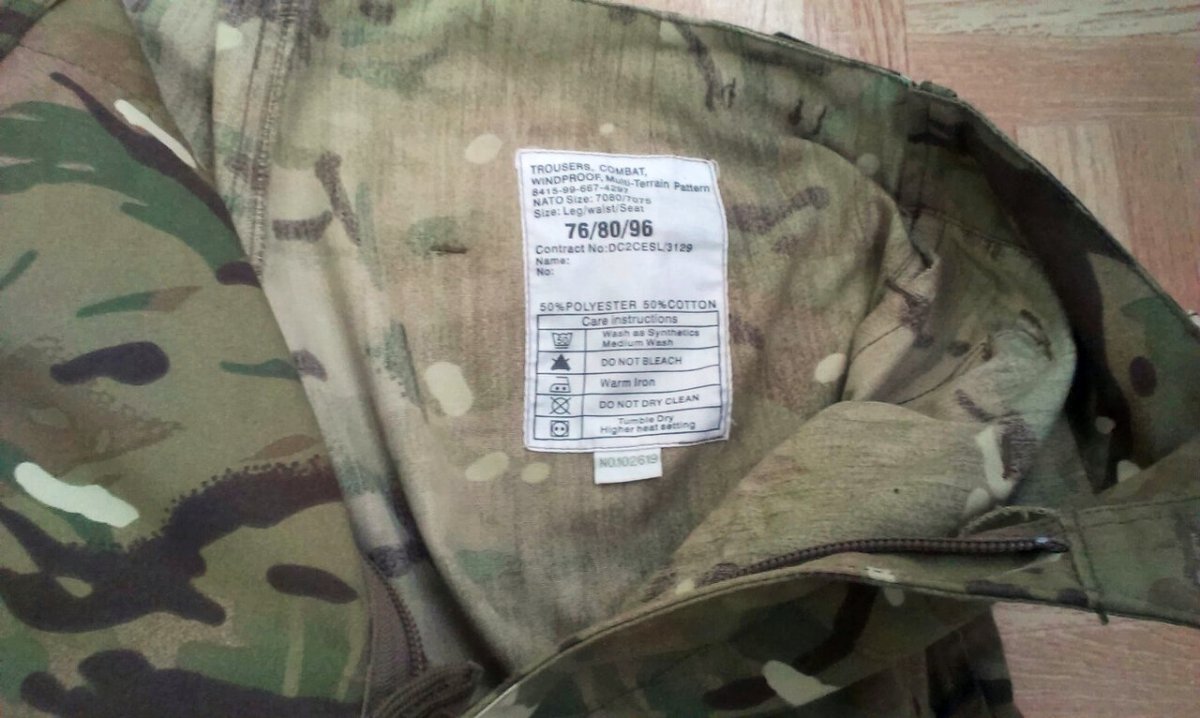 TROUSERS, COMBAT,
WINDPROOF, Multi-Terrain Pattern
8415-99-667-4297
NATO Size: 7080/7075
Size: Leg/waist/Seat
76/80/96
Contract No:DC2CESL/3129
Name:
No:
50%POLYESTER 50%COTTON
Care instructions
Wash as Synthetics
Medium Wash
DO NOT BLEACH
Warm Iron
DO NOT DRY CLEAN
Tumble Dry
Higher heat setting
NO.102619